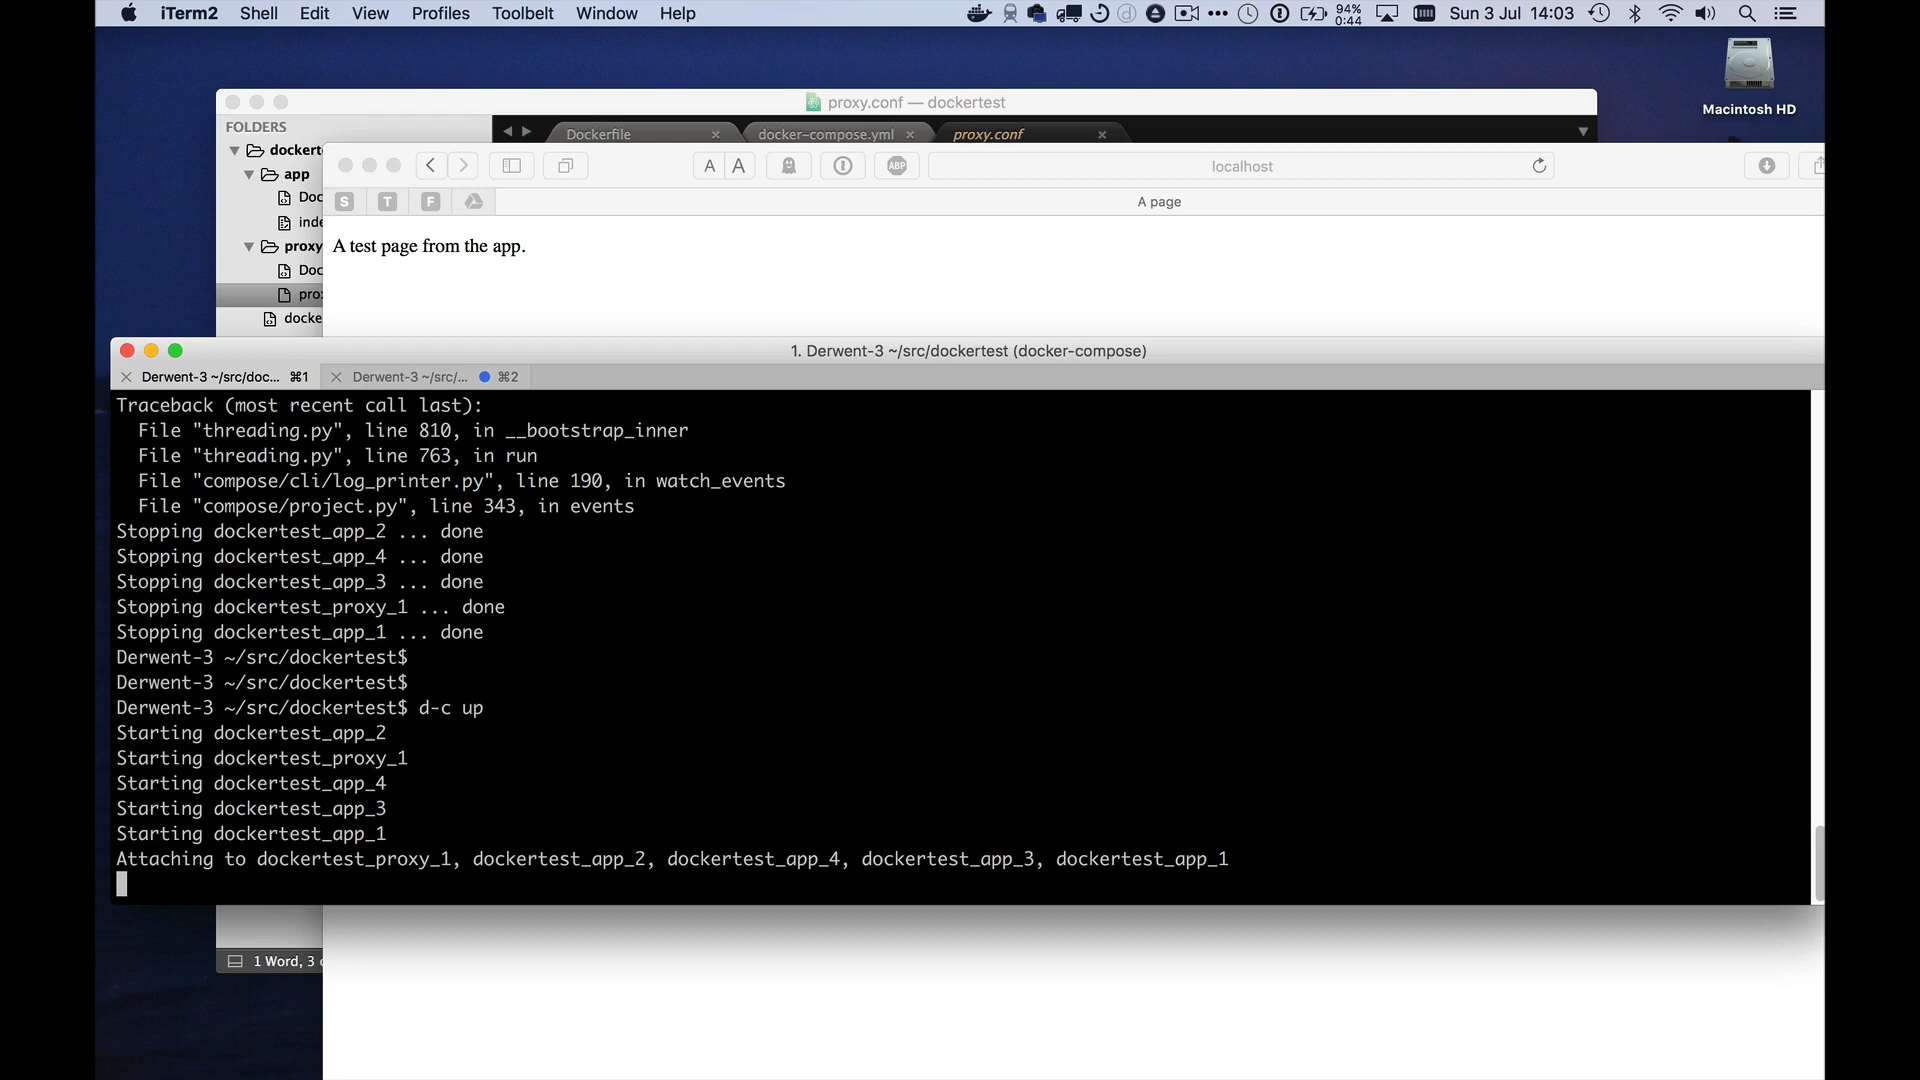 iTerm2 Shell Edit View Profiles Toolbelt Window Help 94% 0:44 Sun 3 Jul 14:03
Macintosh HD
proxy.conf — dockertest
FOLDERS
Dockerfile docker-compose.yml proxy.conf
dockert
app
Doc
inde
proxy
Doc
prox
docke
A A ABP localhost
S T F A page
A test page from the app.
1. Derwent-3 ~/src/dockertest (docker-compose)
Derwent-3 ~/src/doc... ⌘1 Derwent-3 ~/src/... ⌘2
Traceback (most recent call last):
File "threading.py", line 810, in __bootstrap_inner
File "threading.py", line 763, in run
File "compose/cli/log_printer.py", line 190, in watch_events
File "compose/project.py", line 343, in events
Stopping dockertest_app_2 ... done
Stopping dockertest_app_4 ... done
Stopping dockertest_app_3 ... done
Stopping dockertest_proxy_1 ... done
Stopping dockertest_app_1 ... done
Derwent-3 ~/src/dockertest$
Derwent-3 ~/src/dockertest$
Derwent-3 ~/src/dockertest$ d-c up
Starting dockertest_app_2
Starting dockertest_proxy_1
Starting dockertest_app_4
Starting dockertest_app_3
Starting dockertest_app_1
Attaching to dockertest_proxy_1, dockertest_app_2, dockertest_app_4, dockertest_app_3, dockertest_app_1
1 Word, 3